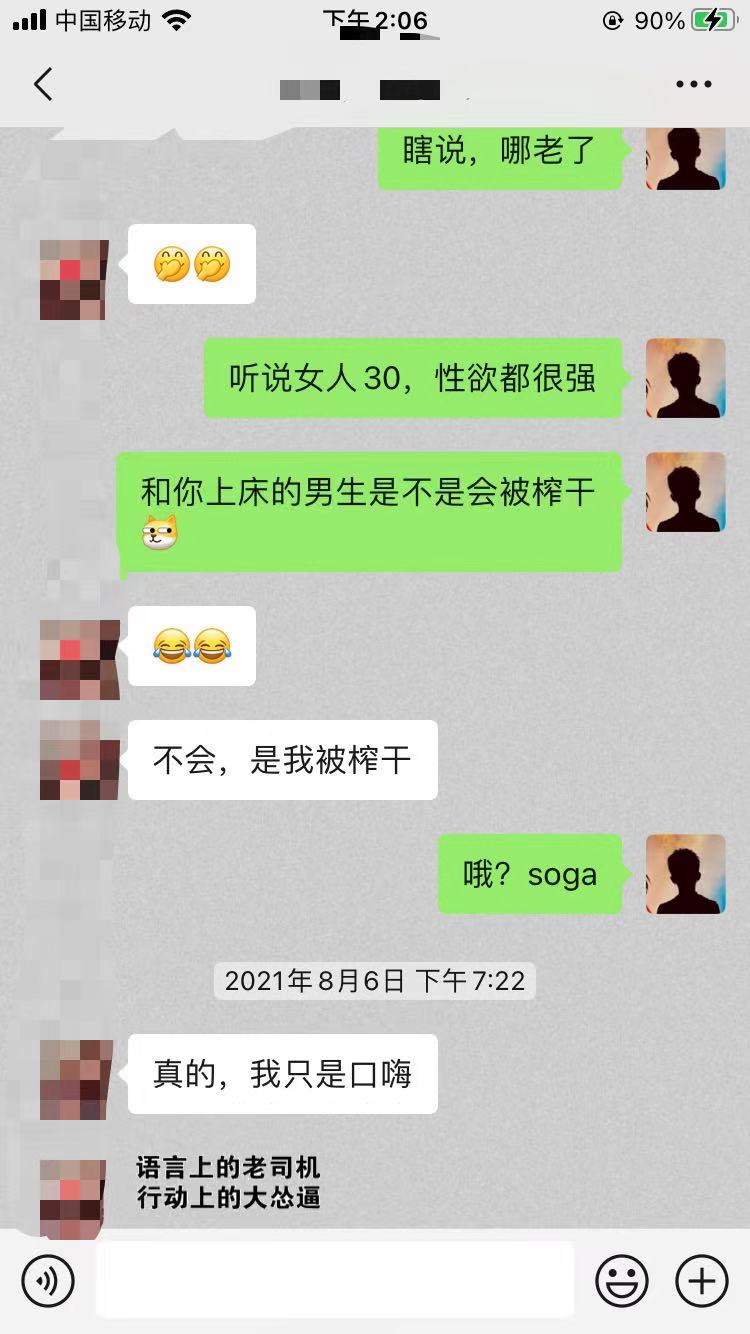 中国移动
下午2:06
90%
瞎说，哪老了
🤭🤭
听说女人30，性欲都很强
和你上床的男生是不是会被榨干
😂😂
不会，是我被榨干
哦？soga
2021年8月6日 下午7:22
真的，我只是口嗨
语言上的老司机
行动上的大怂逼